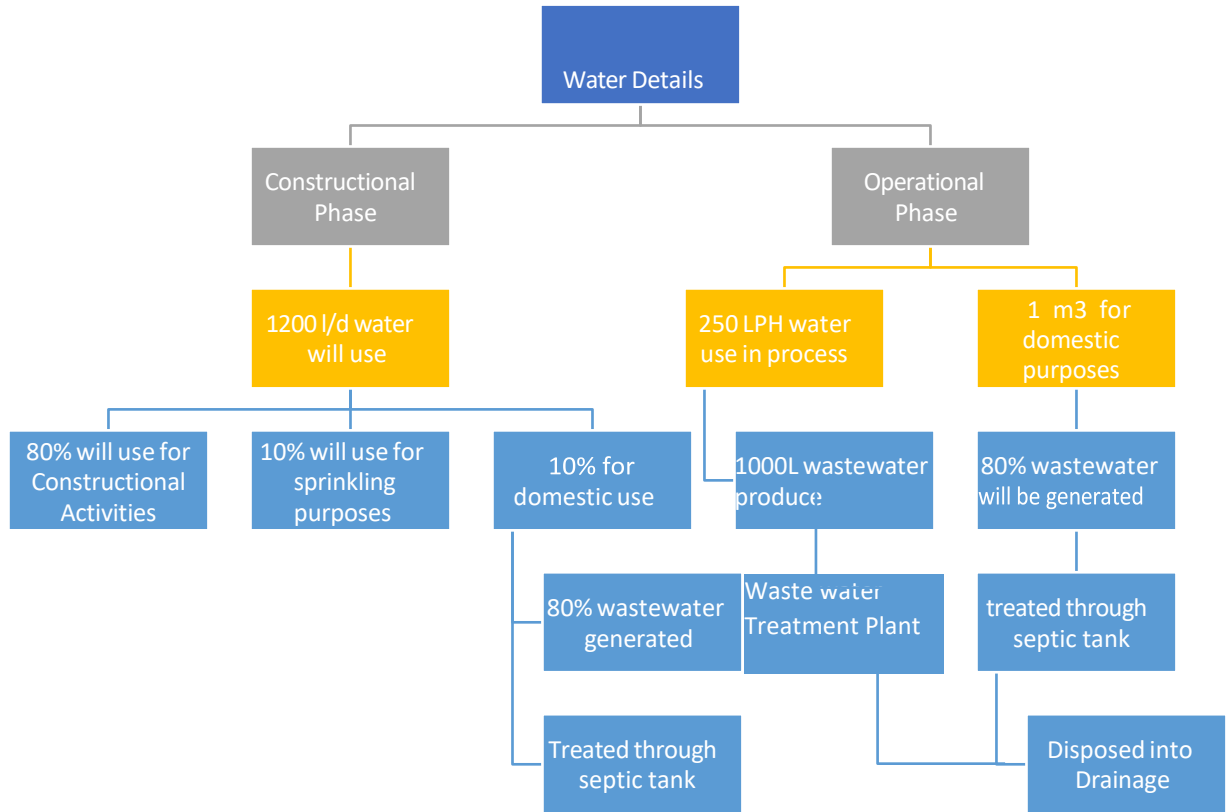 Water Details
Constructional
Phase
Operational
Phase
1200 l/d water
will use
250 LPH water
use in process
1 m3 for
domestic
purposes
80% will use for
Constructional
Activities
10% will use for
sprinkling
purposes
10% for
domestic use
1000L wastewater
produce
80% wastewater
will be generated
80% wastewater
generated
Waste water
Treatment Plant
treated through
septic tank
Treated through
septic tank
Disposed into
Drainage